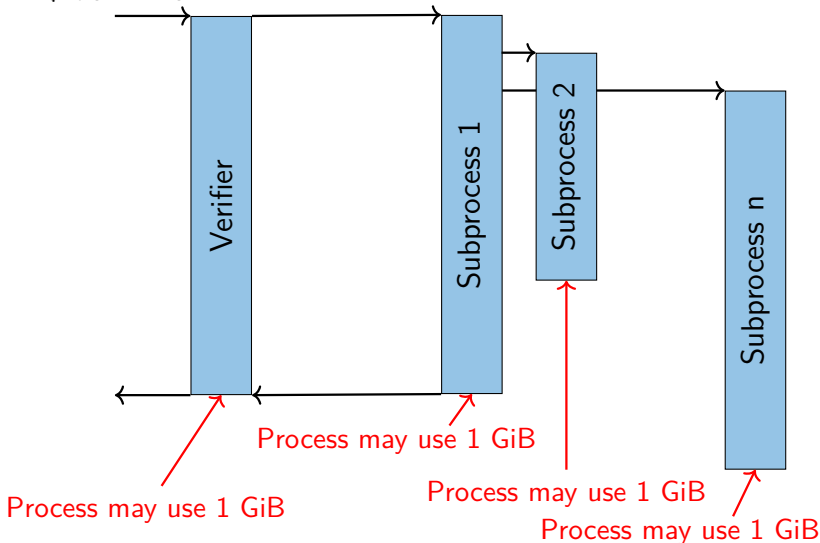 Verifier
Subprocess 1
Subprocess 2
Subprocess n
Process may use 1 GiB
Process may use 1 GiB
Process may use 1 GiB
Process may use 1 GiB